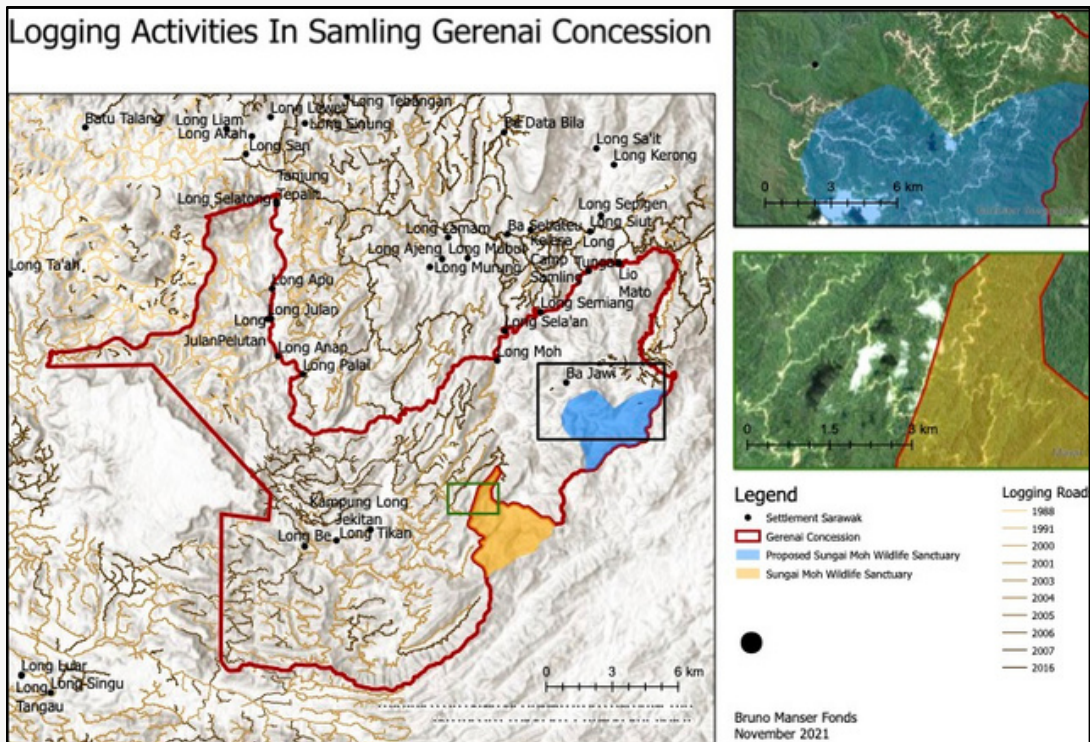 Logging Activities In Samling Gerenai Concession
Batu Talang
Long Liam
Long Akah
Long Lewe
Long Tebangan
Long Sinung
Long San
Tanjung
Tepalit
Long Selatong
Data Bila
Long Sa'it
Long Kerong
Long Sepigen
Long Siut
Ba Sebateu
Kelesa
Long Lamam
Long Ajeng
Long Mubui
Long Murung
Camp
Samling
Long
Tungan
Lio
Mato
Long Ta'ah
Long Apu
Long Semiang
Long Julan
Long
JulanPelutan
Long Sela'an
Long Anap
Long Palai
Long Moh
Ba Jawi
Kampung Long
Jekitan
Long Be
Long Tikan
Long Luar
Long
Tangau
Long Singu
0 3 6 km
0 3 6 km
0 1.5 3 km
Legend
Settlement Sarawak
Gerenai Concession
Proposed Sungai Moh Wildlife Sanctuary
Sungai Moh Wildlife Sanctuary
Logging Road
1988
1991
2000
2001
2003
2004
2005
2006
2007
2016
Bruno Manser Fonds
November 2021